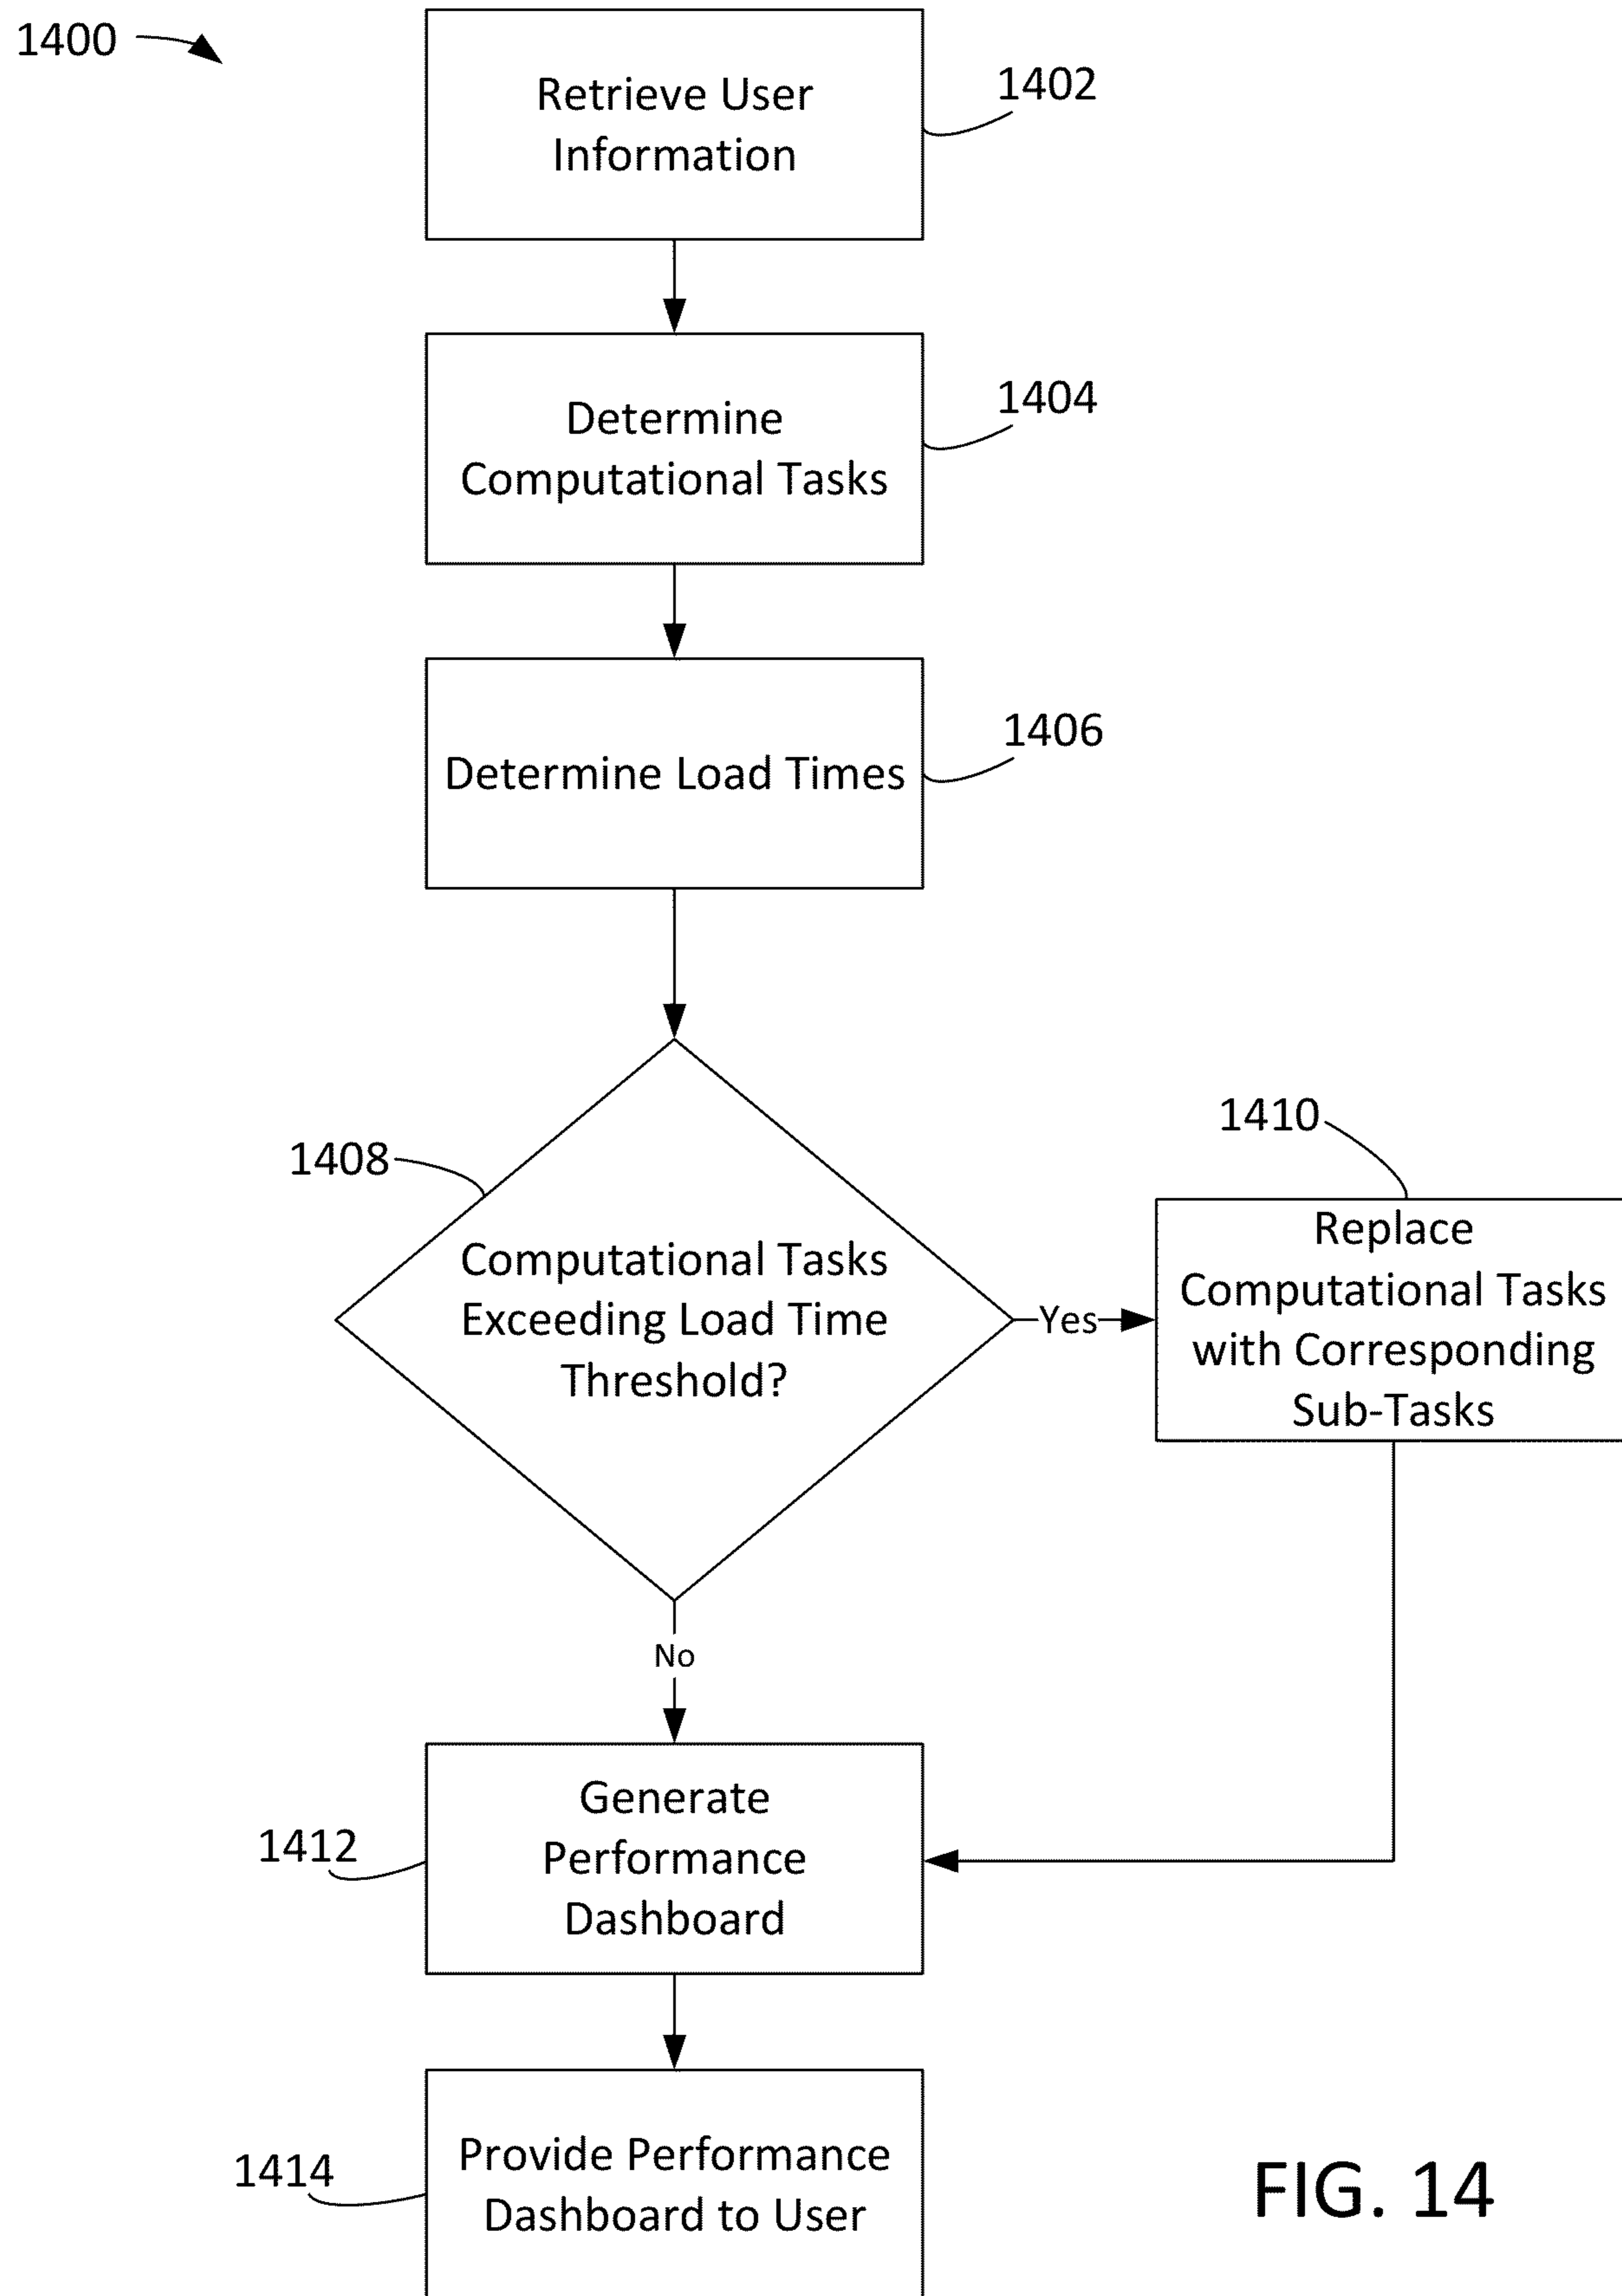 1400
Retrieve User
Information
1402
Determine
Computational Tasks
1404
Determine Load Times
1406
1408
Computational Tasks
Exceeding Load Time
Threshold?
Yes
1410
Replace
Computational Tasks
with Corresponding
Sub-Tasks
No
1412
Generate
Performance
Dashboard
1414
Provide Performance
Dashboard to User
FIG. 14